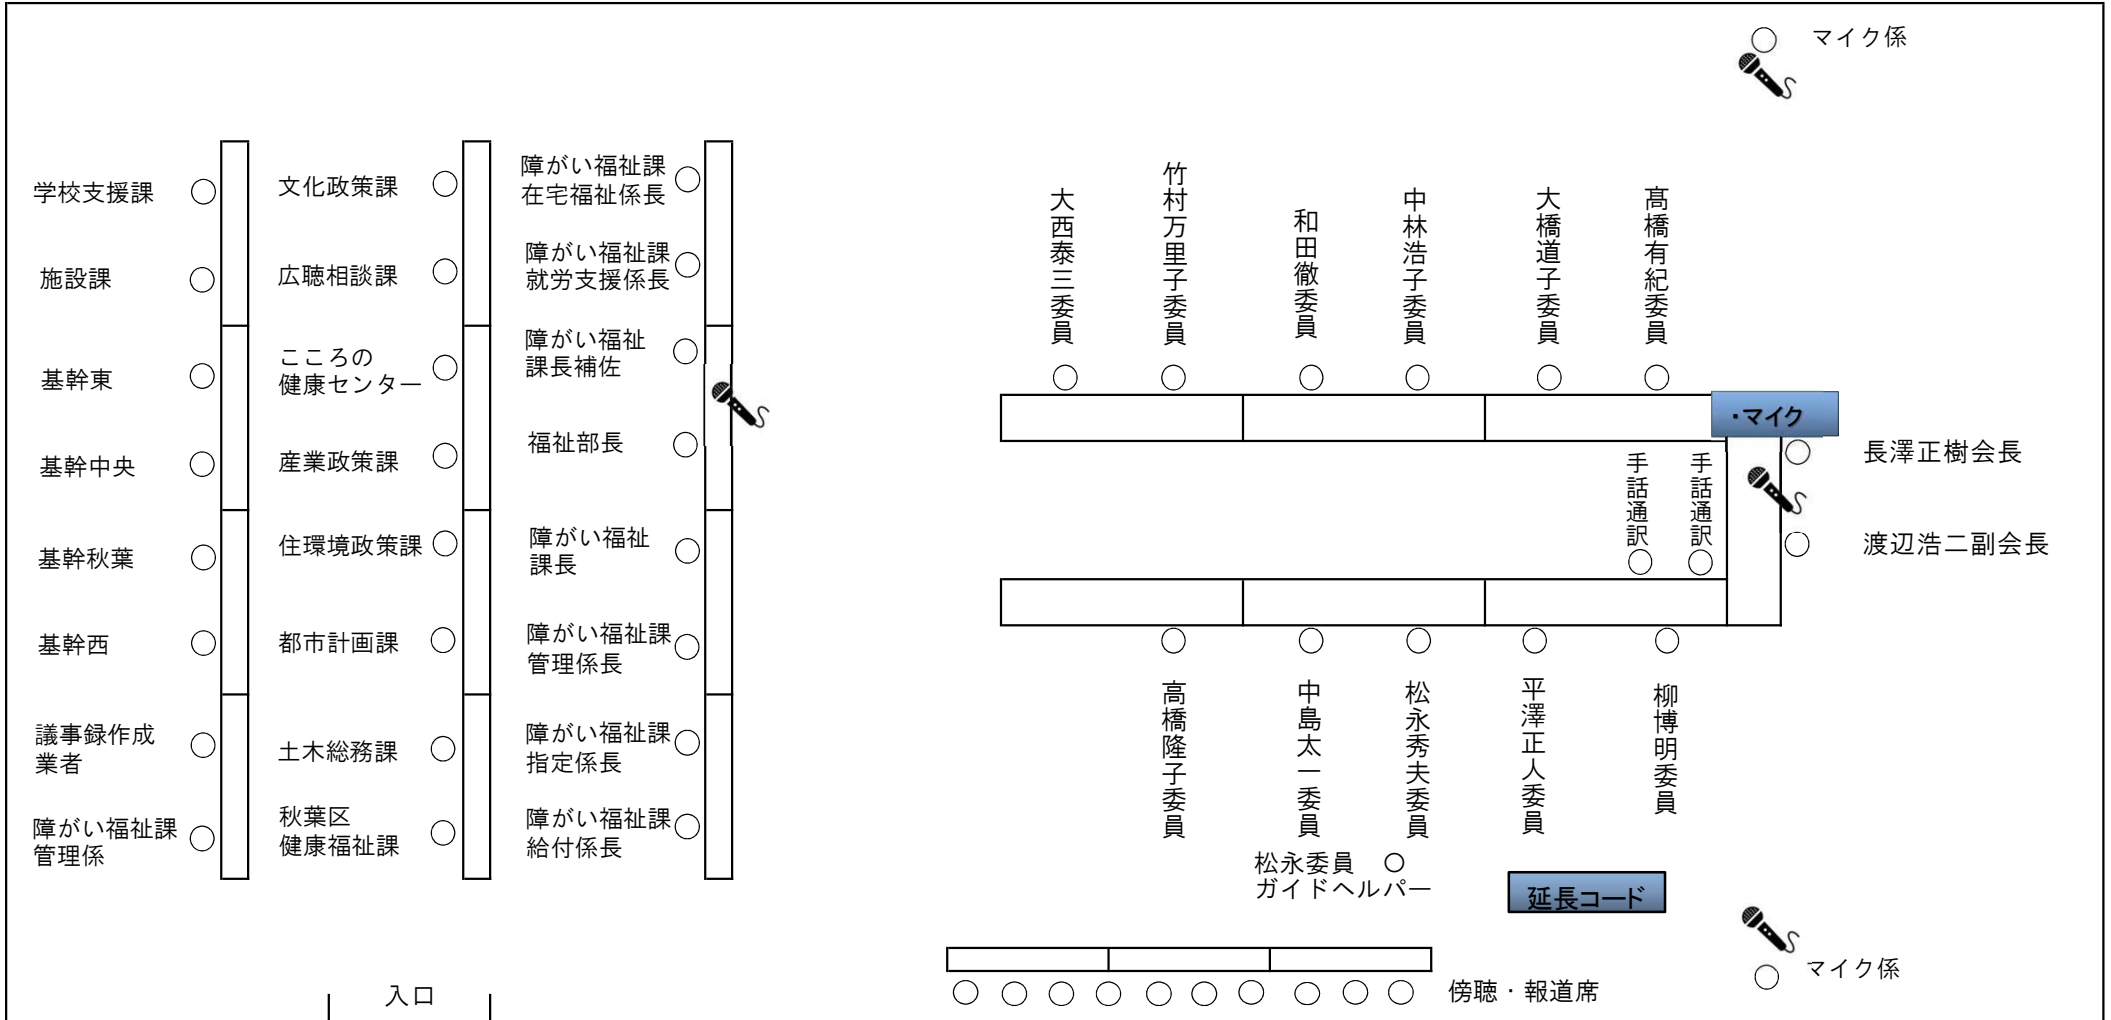 マイク係
学校支援課
施設課
基幹東
基幹中央
基幹秋葉
基幹西
議事録作成
業者
障がい福祉課
管理係
文化政策課
広聴相談課
こころの
健康センター
産業政策課
住環境政策課
都市計画課
土木総務課
秋葉区
健康福祉課
障がい福祉課
在宅福祉係長
障がい福祉課
就労支援係長
障がい福祉
課長補佐
福祉部長
障がい福祉
課長
障がい福祉課
管理係長
障がい福祉課
指定係長
障がい福祉課
給付係長
大西泰三委員
竹村万里子委員
和田徹委員
中林浩子委員
大橋道子委員
髙橋有紀委員
・マイク
長澤正樹会長
渡辺浩二副会長
手話通訳
手話通訳
高橋隆子委員
中島太一委員
松永秀夫委員
平澤正人委員
柳博明委員
松永委員
ガイドヘルパー
延長コード
マイク係
傍聴・報道席
入口